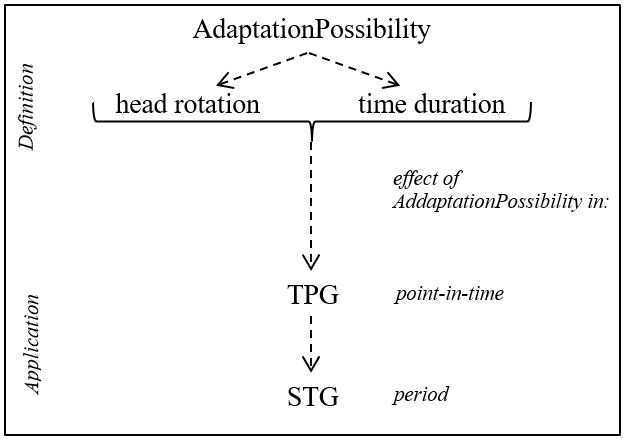 AdaptationPossibility
Definition
head rotation time duration
effect of
AddaptationPossibility in:
TPG point-in-time
Application
STG period